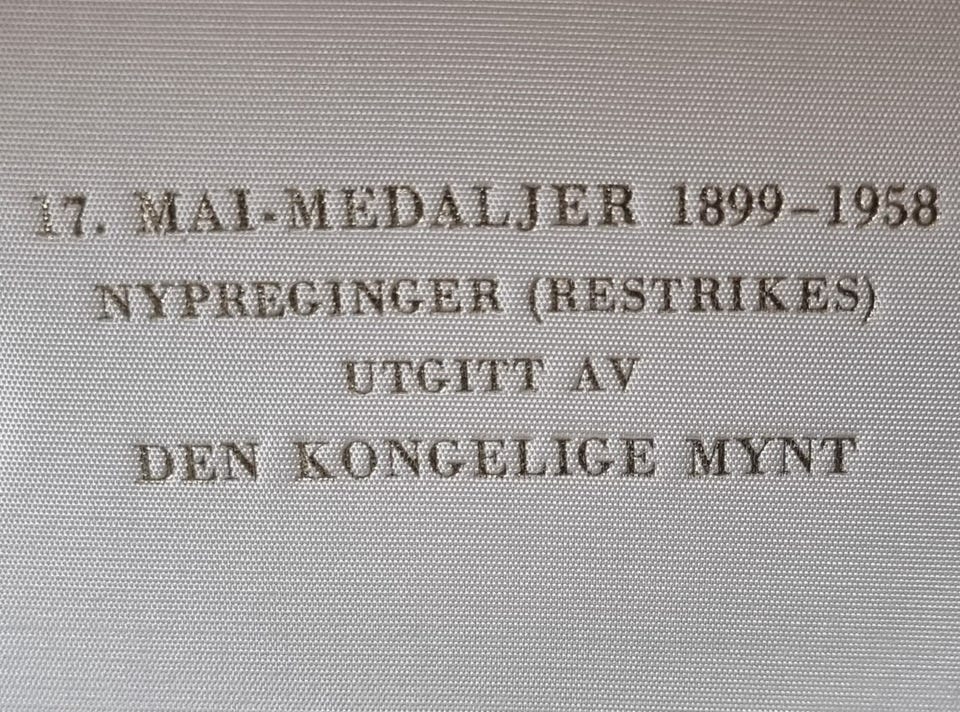 17. MAI-MEDALJER 1899-1958
NYPREGINGER (RESTRIKES)
UTGITT AV
DEN KONGELIGE MYNT